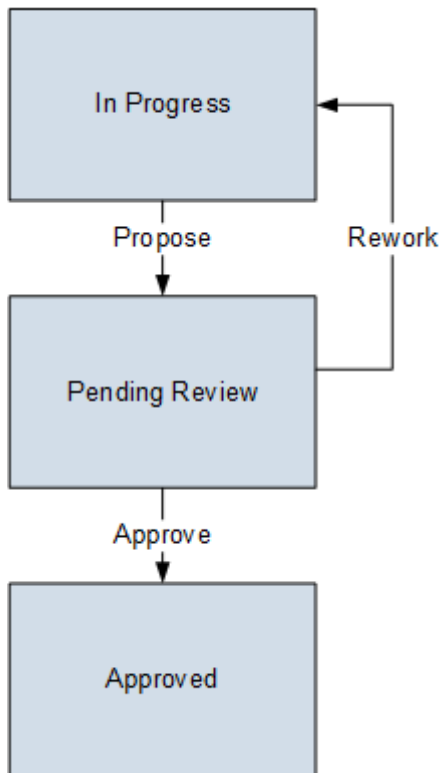 In Progress
Propose
Rework
Pending Review
Approve
Approved